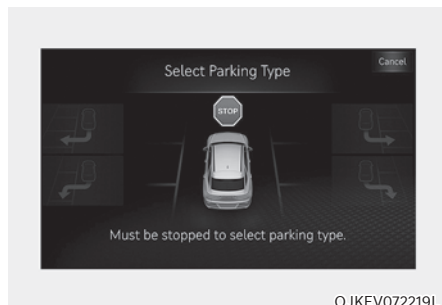 Select Parking Type
Cancel
STOP
Must be stopped to select parking type.
OJKEV072219L